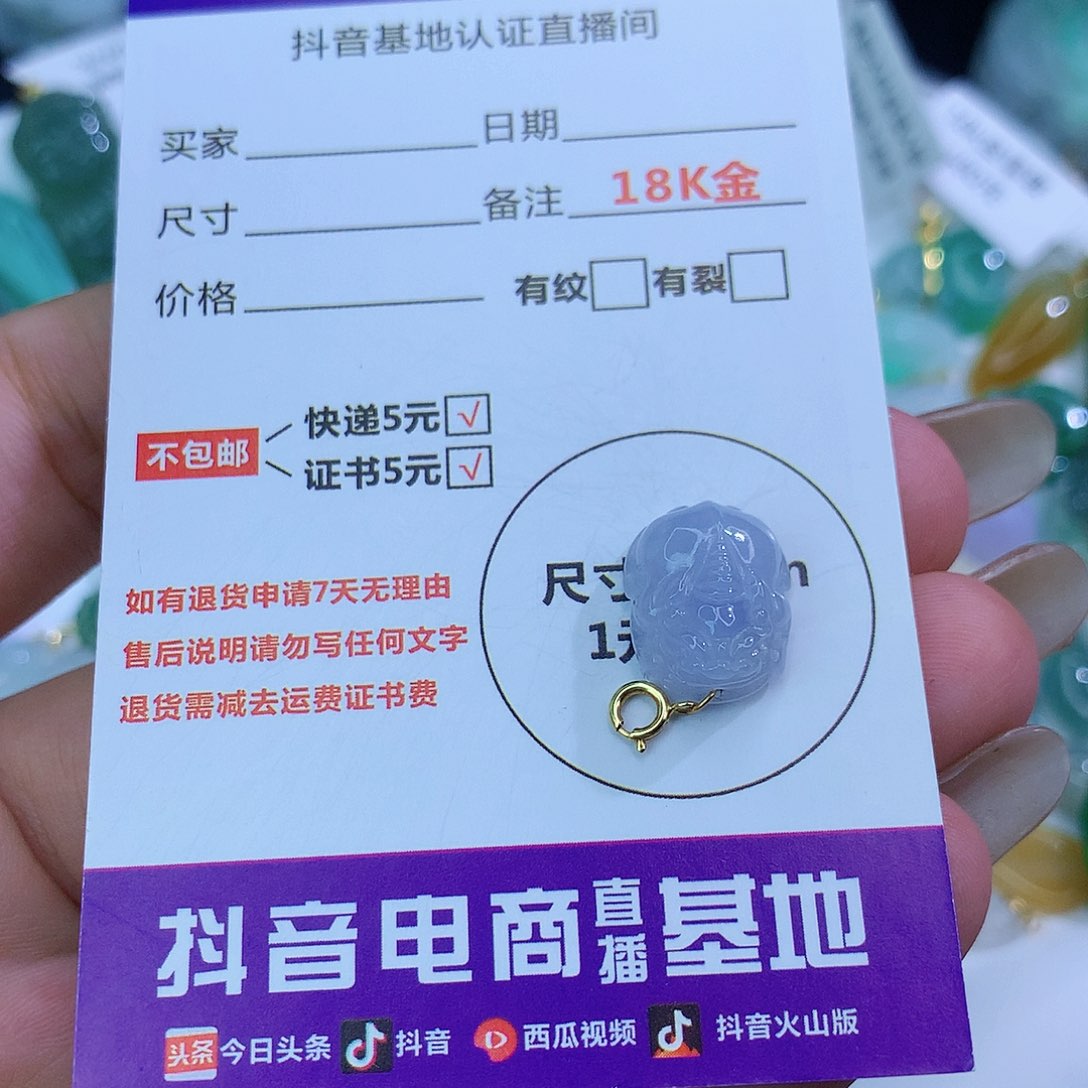 抖音基地认证直播间
买家 日期
尺寸 备注 18K金
价格 有纹 有裂
不包邮
快递5元 √
证书5元 √
如有退货申请7天无理由
售后说明请勿写任何文字
退货需减去运费证书费
尺寸
1元
抖音电商直播基地
头条 今日头条 抖音 西瓜视频 抖音火山版